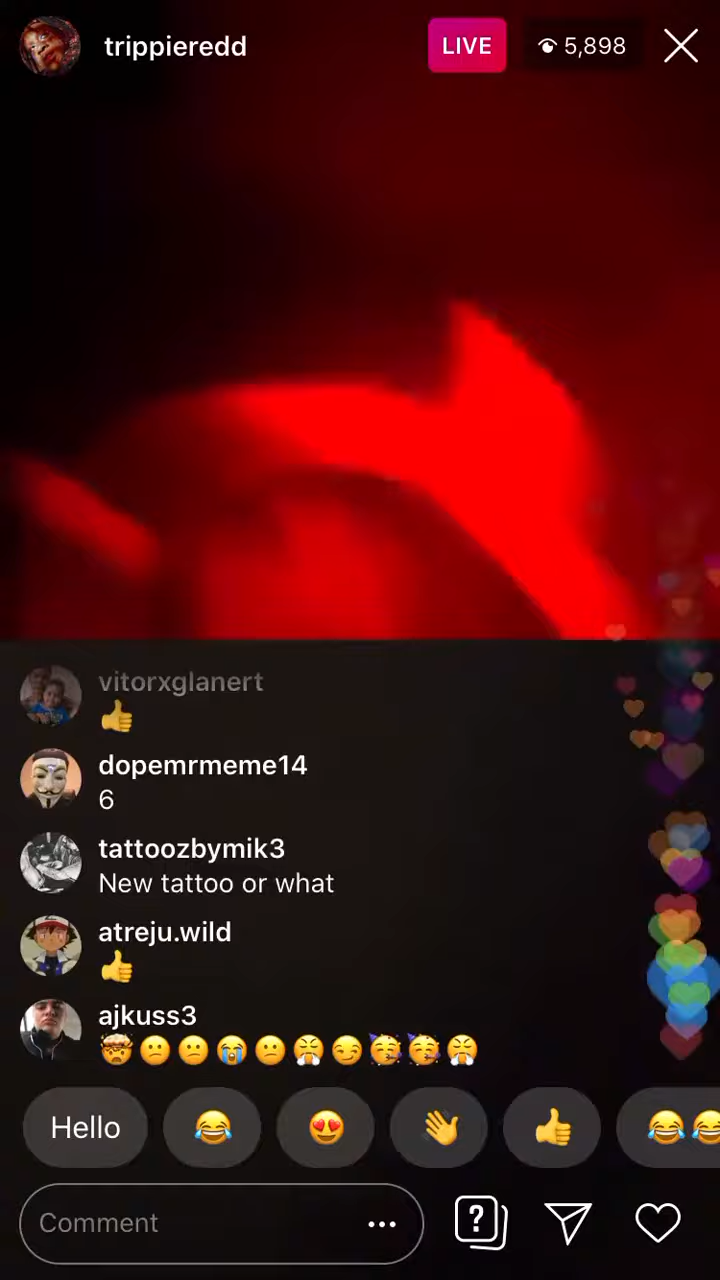 trippieredd
LIVE
5,898
vitorxglanert
👍
dopemrmeme14
6
tattoozbymik3
New tattoo or what
atreju.wild
👍
ajkuss3
🤯😕😕😭😕😤😏🥳🥳😤
Hello 😂 😍 👋 👍 😂😂
Comment
?